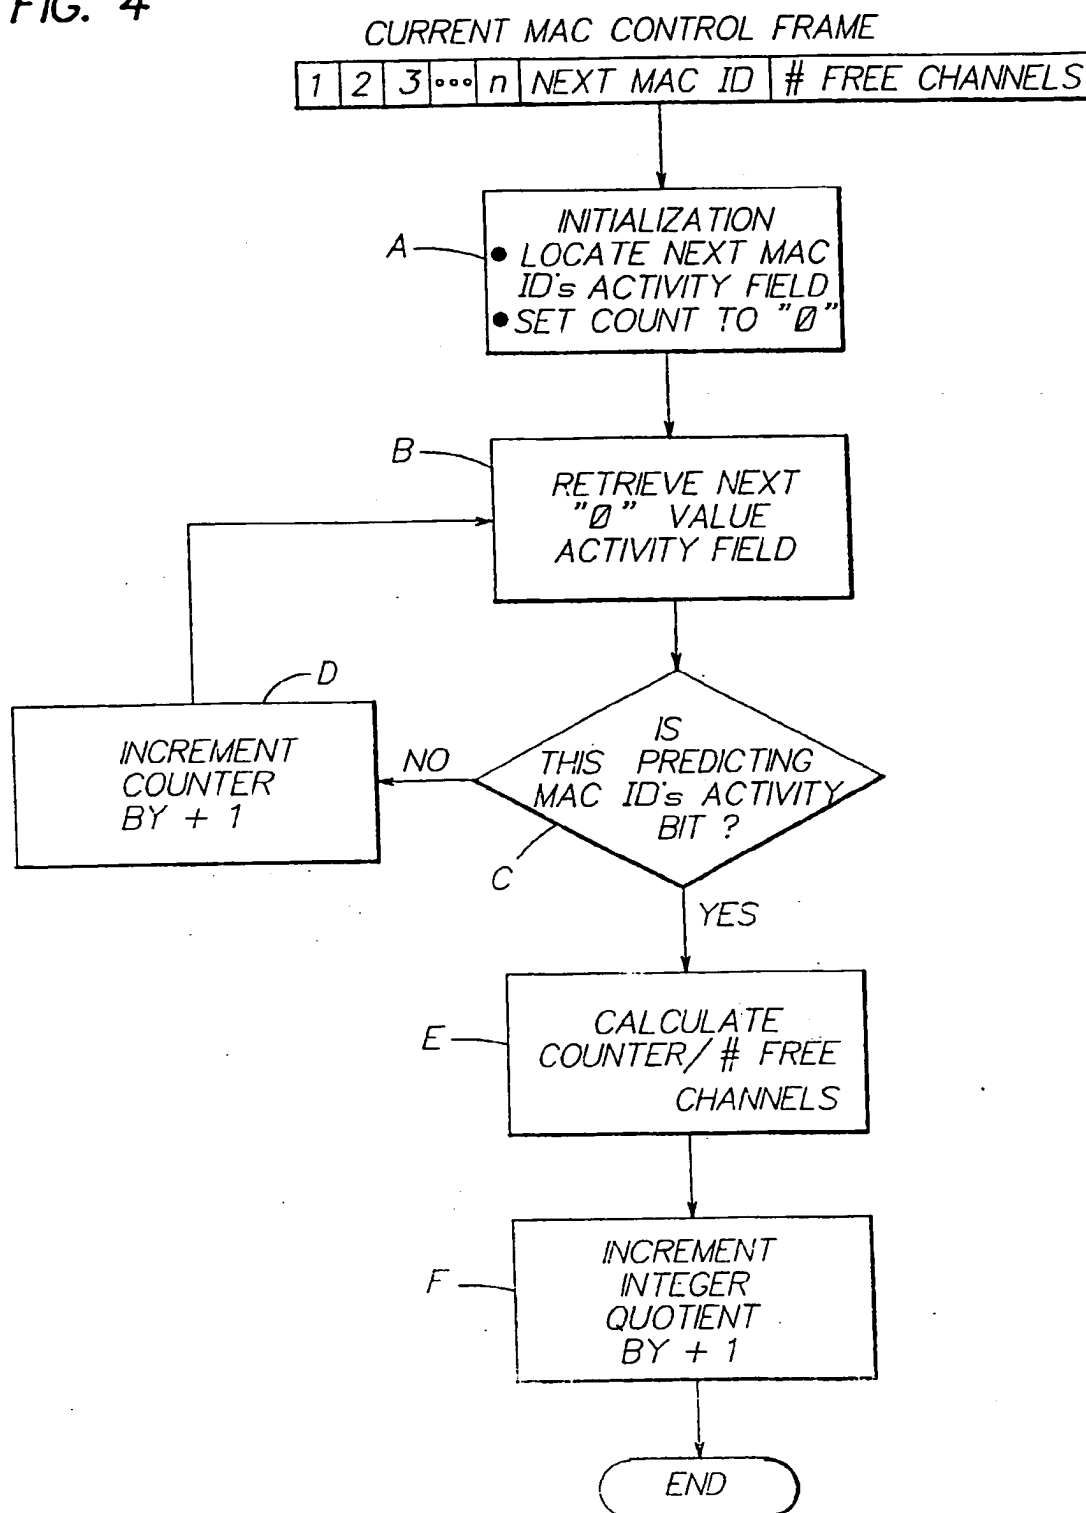 FIG. 4
CURRENT MAC CONTROL FRAME
1 2 3 ••• n NEXT MAC ID # FREE CHANNELS
A
INITIALIZATION
• LOCATE NEXT MAC
ID's ACTIVITY FIELD
• SET COUNT TO "Ø"
B
RETRIEVE NEXT
"Ø" VALUE
ACTIVITY FIELD
D
INCREMENT
COUNTER
BY + 1
NO
IS
THIS PREDICTING
MAC ID's ACTIVITY
BIT ?
C
YES
E
CALCULATE
COUNTER/ # FREE
CHANNELS
F
INCREMENT
INTEGER
QUOTIENT
BY + 1
END